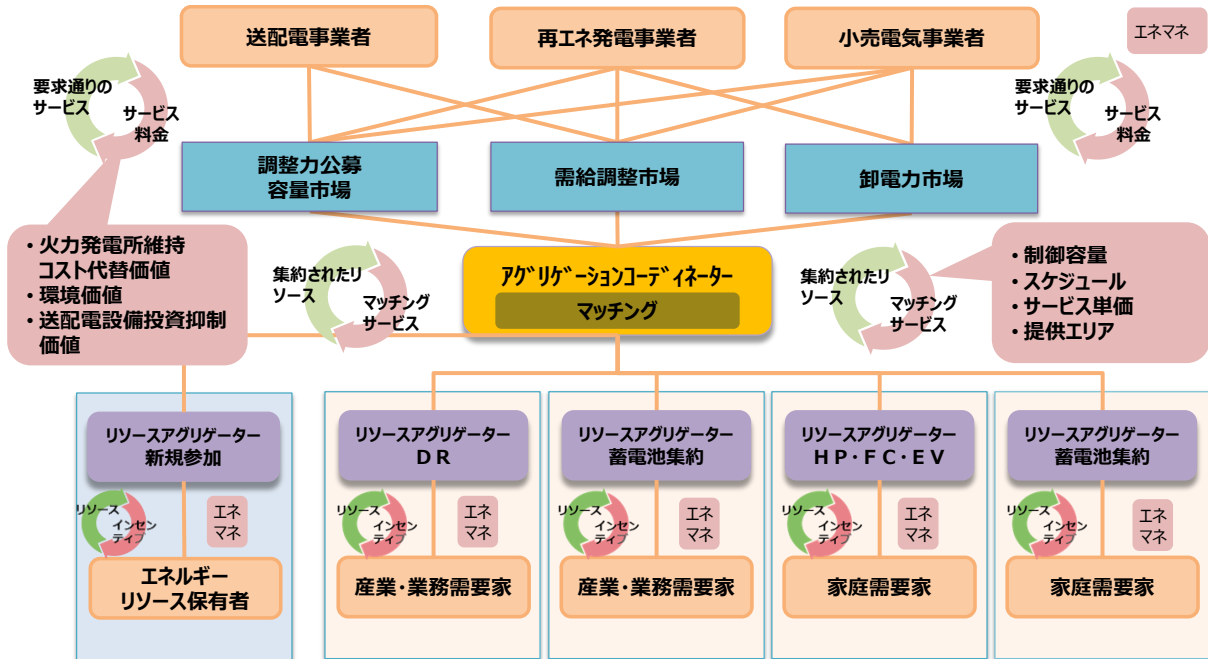 送配電事業者
再エネ発電事業者
小売電気事業者
エネマネ
要求通りの
サービス
サービス
料金
要求通りの
サービス
サービス
料金
調整力公募
容量市場
需給調整市場
卸電力市場
・火力発電所維持
コスト代替価値
・環境価値
・送配電設備投資抑制
価値
集約されたリ
ソース
マッチング
サービス
ｱｸﾞﾘｹﾞｰｼｮﾝコーディﾈｰﾀｰ
マッチング
集約されたリ
ソース
マッチング
サービス
・制御容量
・スケジュール
・サービス単価
・提供エリア
リソースアグリゲーター
新規参加
リソースアグリゲーター
ＤＲ
リソースアグリゲーター
蓄電池集約
リソースアグリゲーター
ＨＰ・ＦＣ・ＥＶ
リソースアグリゲーター
蓄電池集約
リソース
インセン
ティブ
エネ
マネ
リソース
インセン
ティブ
エネ
マネ
リソース
インセン
ティブ
エネ
マネ
リソース
インセン
ティブ
エネ
マネ
リソース
インセン
ティブ
エネ
マネ
エネルギー
リソース保有者
産業・業務需要家
産業・業務需要家
家庭需要家
家庭需要家